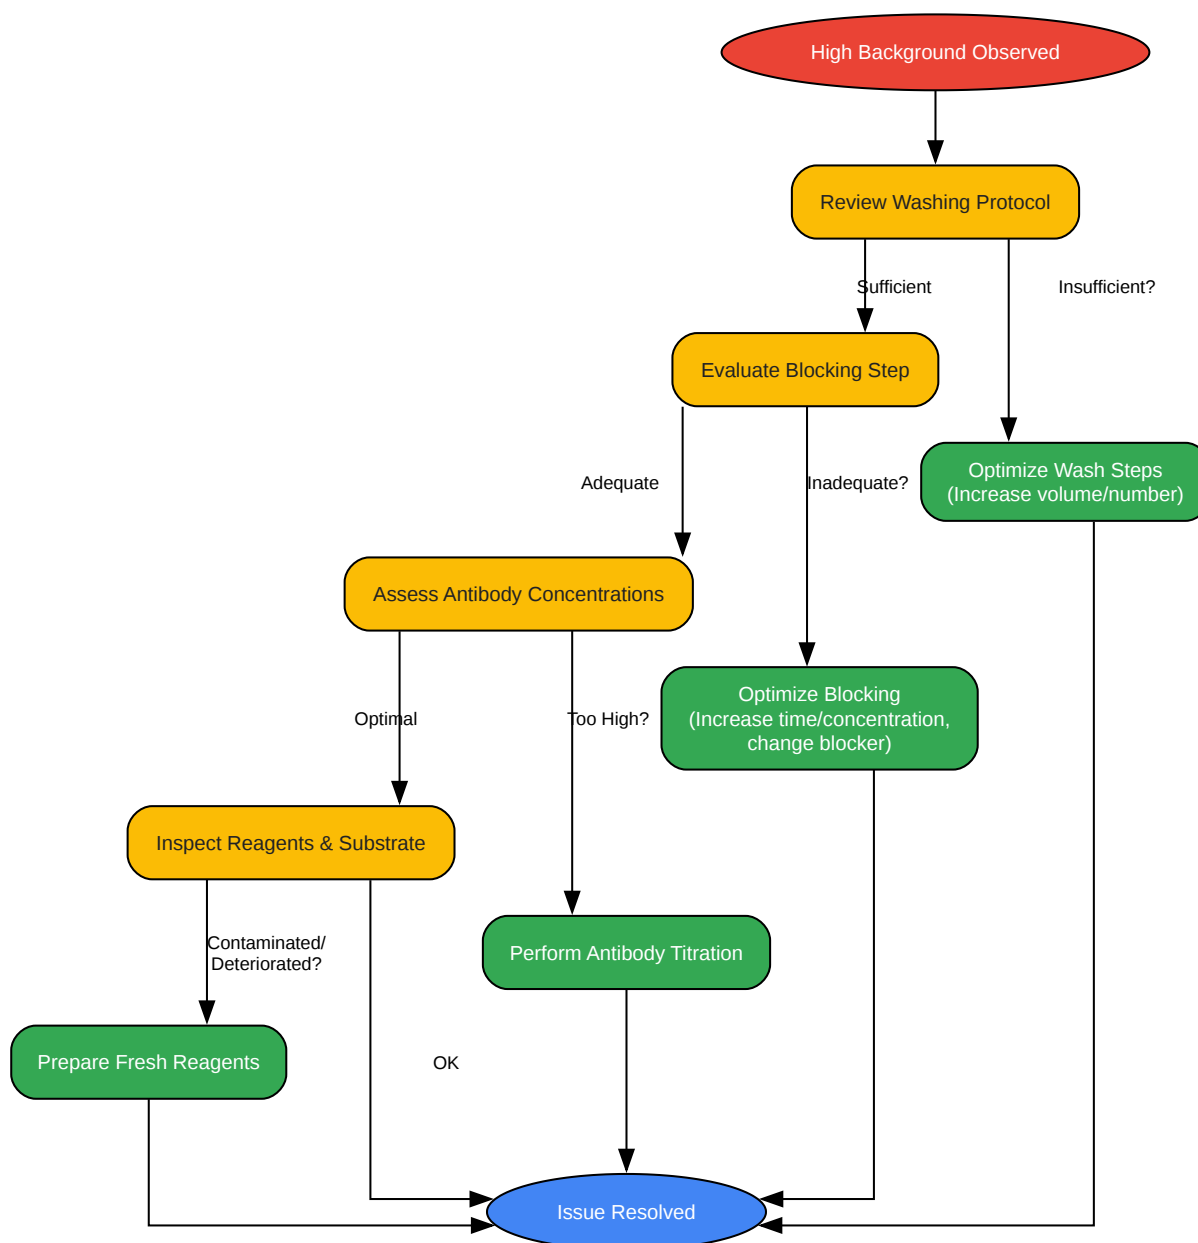 High Background Observed
Review Washing Protocol
Sufficient
Insufficient?
Evaluate Blocking Step
Optimize Wash Steps
(Increase volume/number)
Adequate
Inadequate?
Assess Antibody Concentrations
Optimize Blocking
(Increase time/concentration,
change blocker)
Optimal
Too High?
Inspect Reagents & Substrate
Contaminated/
Deteriorated?
Perform Antibody Titration
Prepare Fresh Reagents
OK
Issue Resolved